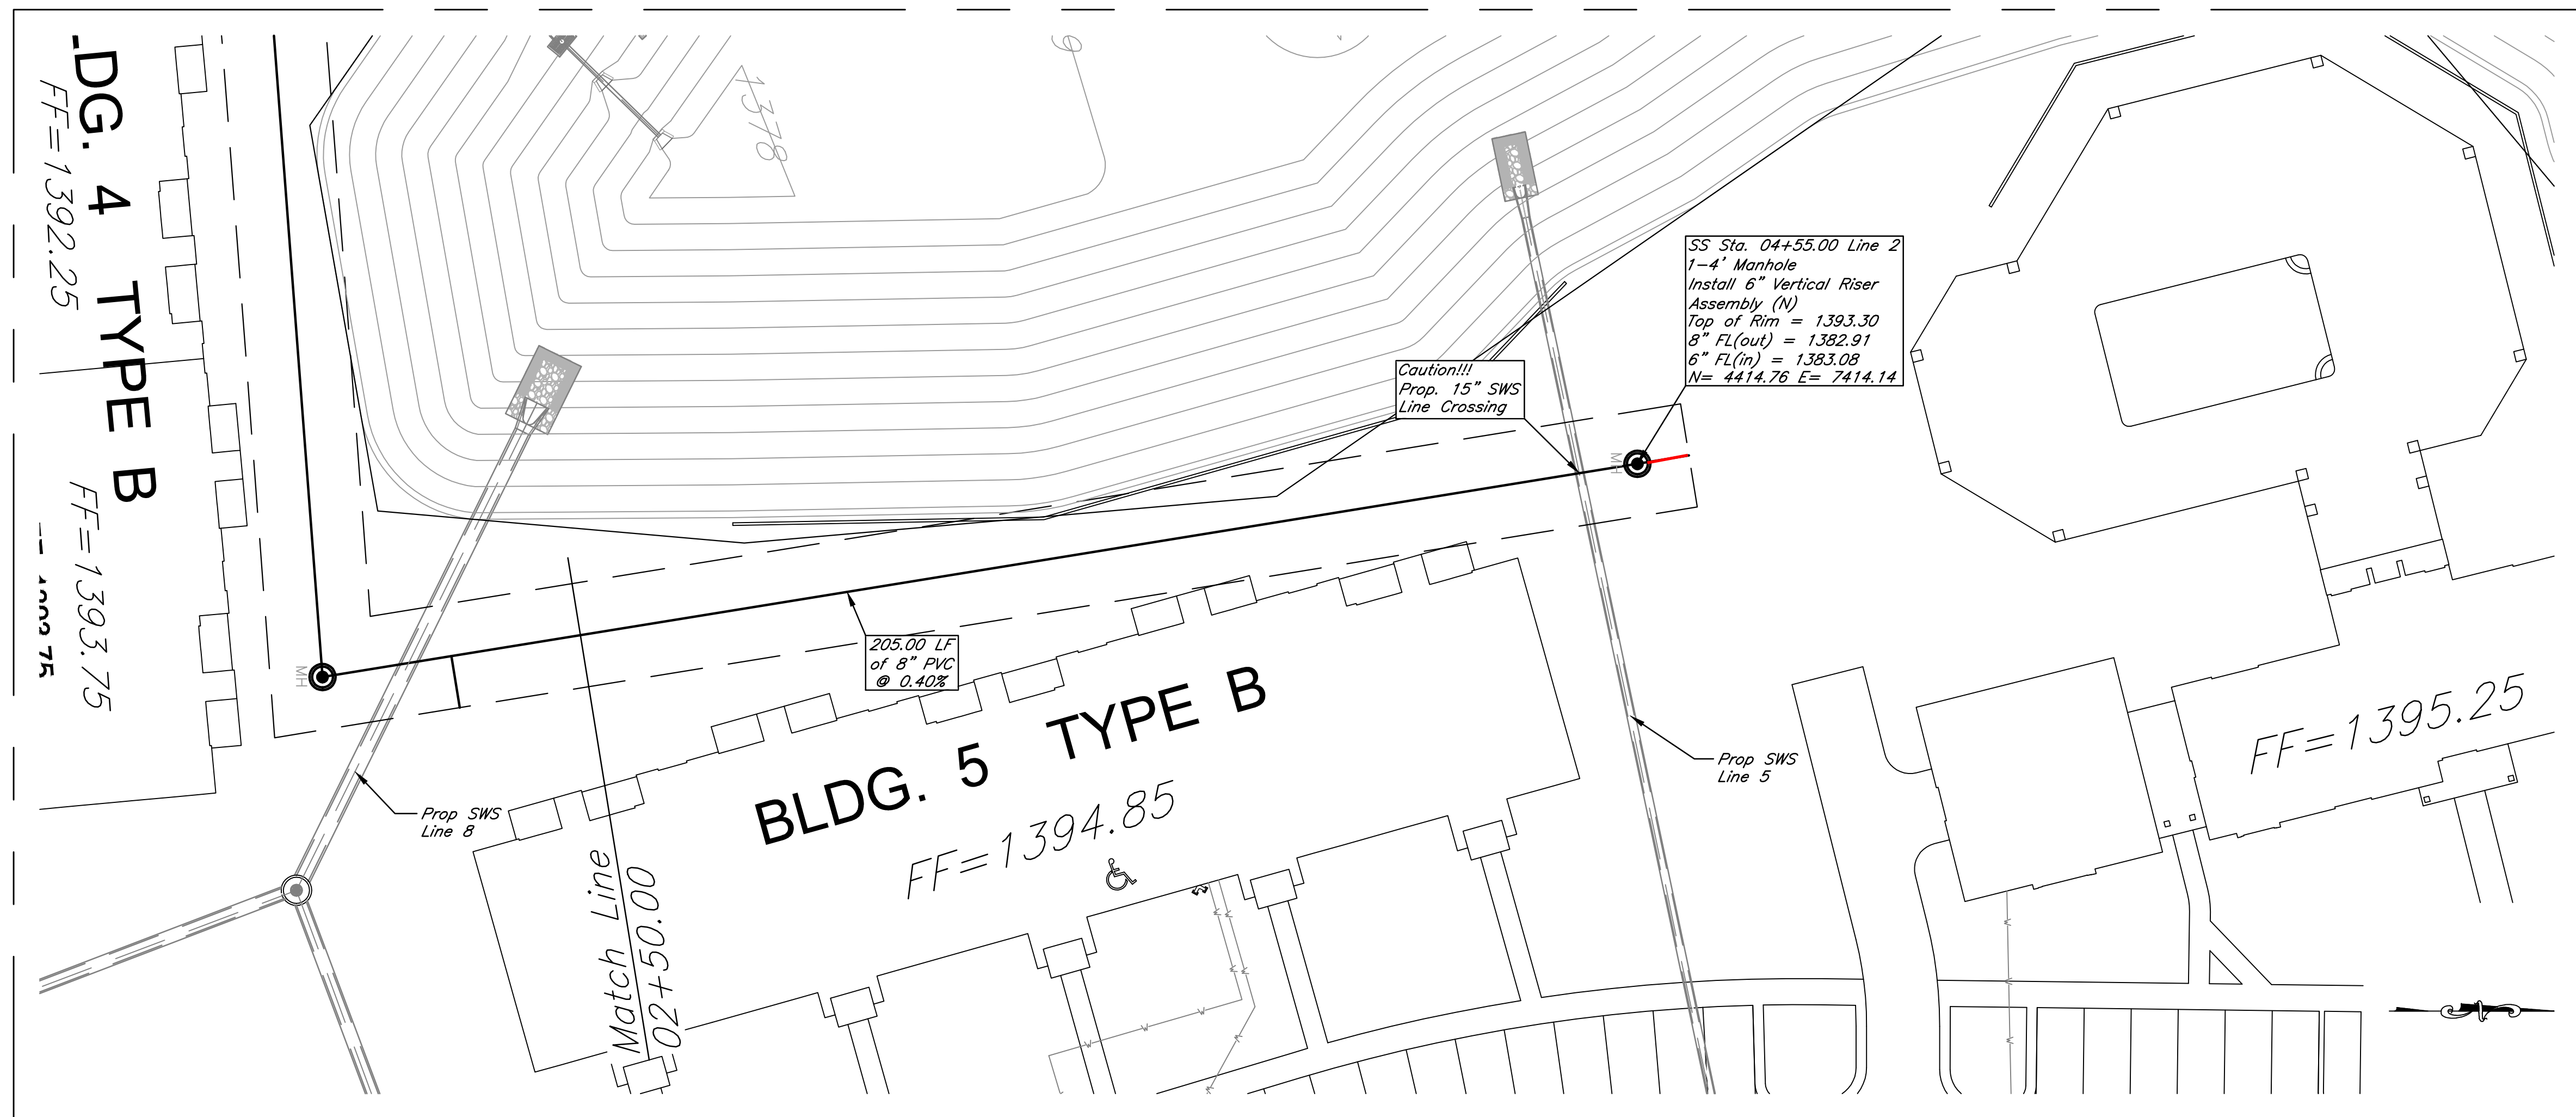 LDG. 4 TYPE B
FF=1392.25
FF=1393.75
1378
SS Sta. 04+55.00 Line 2
1-4' Manhole
Install 6" Vertical Riser
Assembly (N)
Top of Rim = 1393.30
8" FL(out) = 1382.91
6" FL(in) = 1383.08
N= 4414.76 E= 7414.14
Caution!!!
Prop. 15" SWS
Line Crossing
MH
MH
205.00 LF
of 8" PVC
@ 0.40%
BLDG. 5 TYPE B
FF=1394.85
Prop SWS
Line 5
FF=1395.25
Prop SWS
Line 8
Match Line
02+50.00
W
W
W
W
W
W
W
W
W
W
W